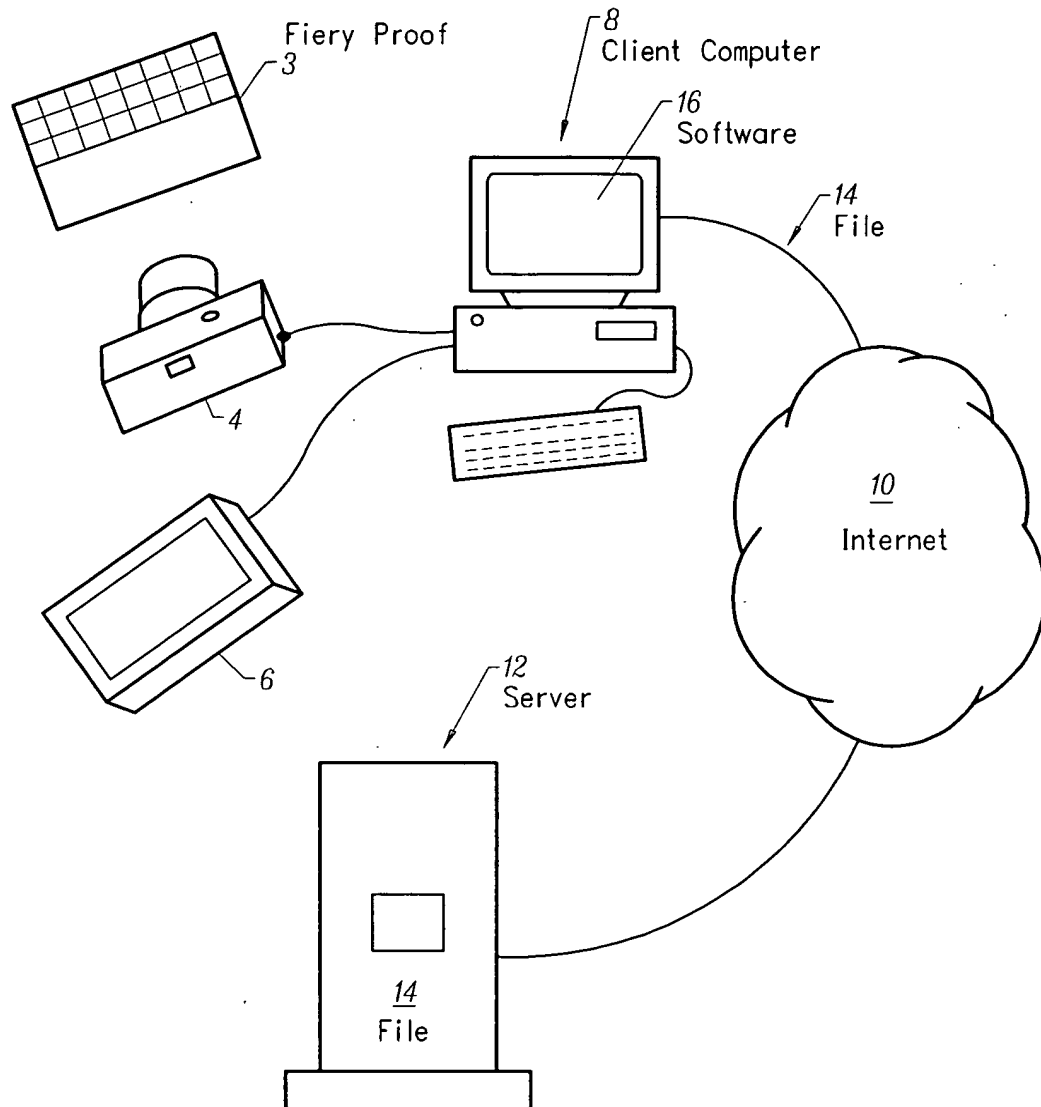 Fiery Proof
3
8
Client Computer
16
Software
14
File
4
10
Internet
6
12
Server
14
File